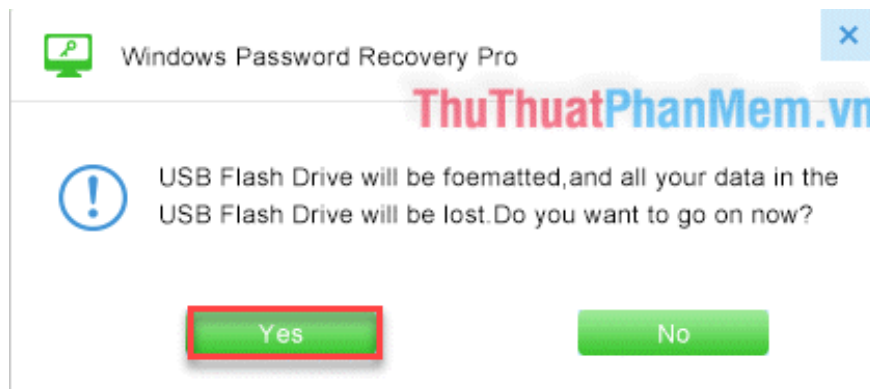 Windows Password Recovery Pro
ThuThuatPhanMem.vn
USB Flash Drive will be foematted,and all your data in the
USB Flash Drive will be lost.Do you want to go on now?
Yes
No